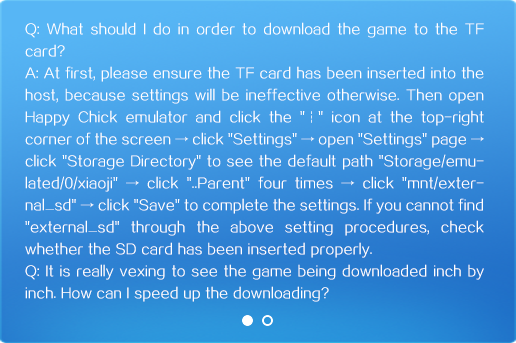 Q: What should I do in order to download the game to the TF
card?
A: At first, please ensure the TF card has been inserted into the
host, because settings will be ineffective otherwise. Then open
Happy Chick emulator and click the "⋮" icon at the top-right
corner of the screen → click "Settings" → open "Settings" page →
click "Storage Directory" to see the default path "Storage/emu-
lated/0/xiaoji" → click "..Parent" four times → click "mnt/exter-
nal_sd" → click "Save" to complete the settings. If you cannot find
"external_sd" through the above setting procedures, check
whether the SD card has been inserted properly.
Q: It is really vexing to see the game being downloaded inch by
inch. How can I speed up the downloading?